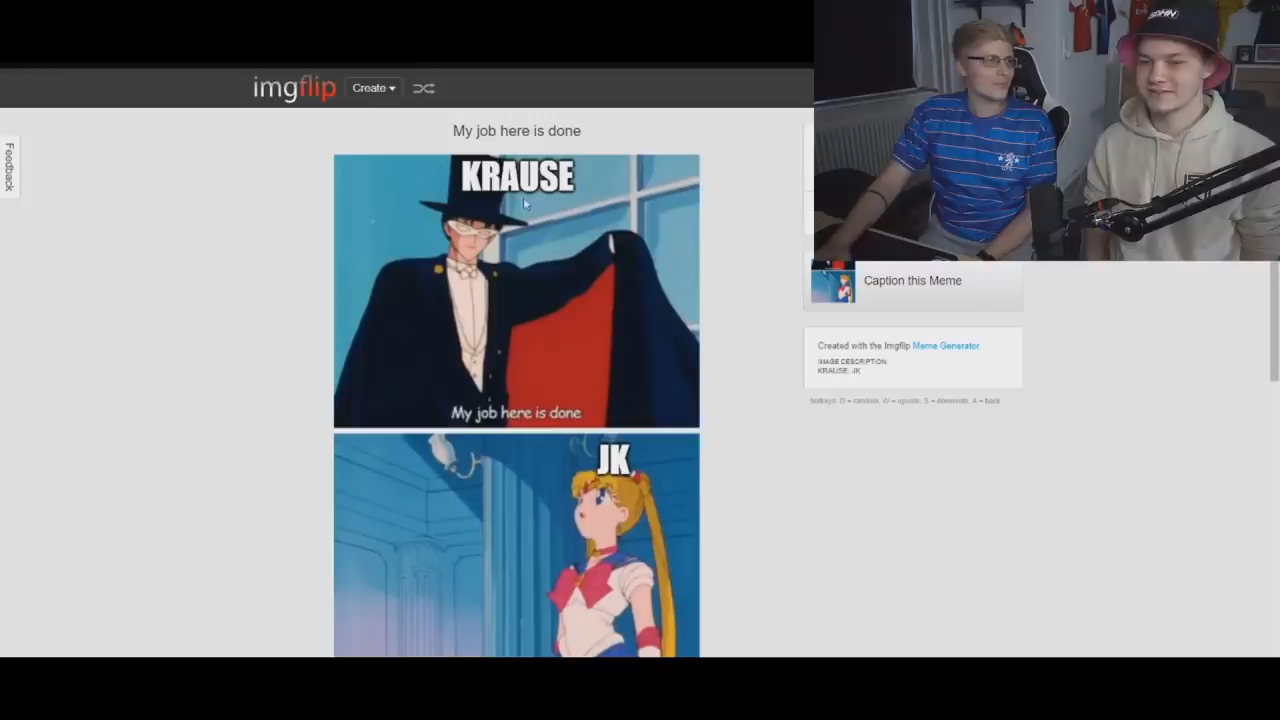 imgflip
Create
Feedback
My job here is done
KRAUSE
My job here is done
JK
Caption this Meme
Created with the Imgflip Meme Generator
IMAGE DESCRIPTION:
KRAUSE; JK
hotkeys: D = random, W = upvote, S = downvote, A = back